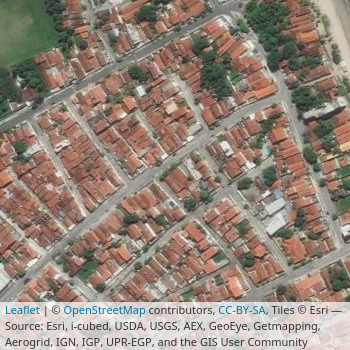 Leaflet | © OpenStreetMap contributors, CC-BY-SA, Tiles © Esri —
Source: Esri, i-cubed, USDA, USGS, AEX, GeoEye, Getmapping,
Aerogrid, IGN, IGP, UPR-EGP, and the GIS User Community